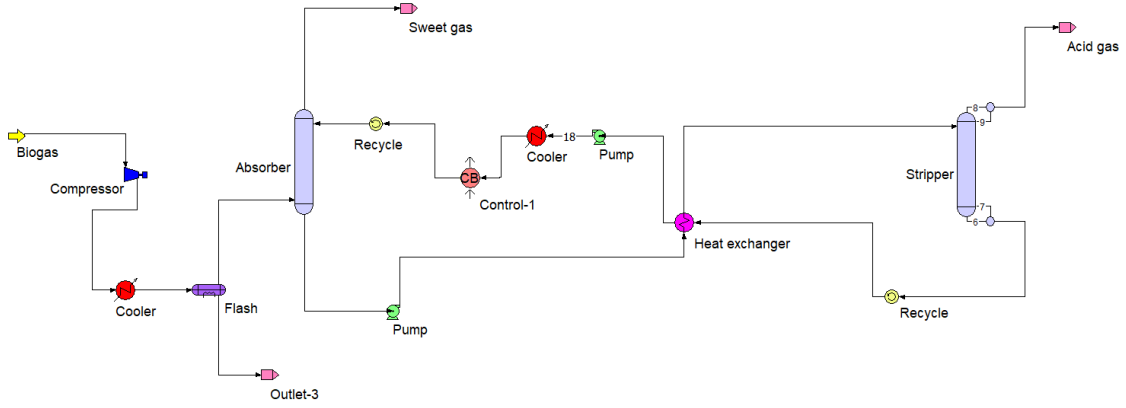 Sweet gas
Acid gas
8
9
Biogas
Recycle
18
Cooler
Pump
CB
Absorber
Compressor
Stripper
Control-1
7
6
Heat exchanger
Cooler
Flash
Pump
Recycle
Outlet-3